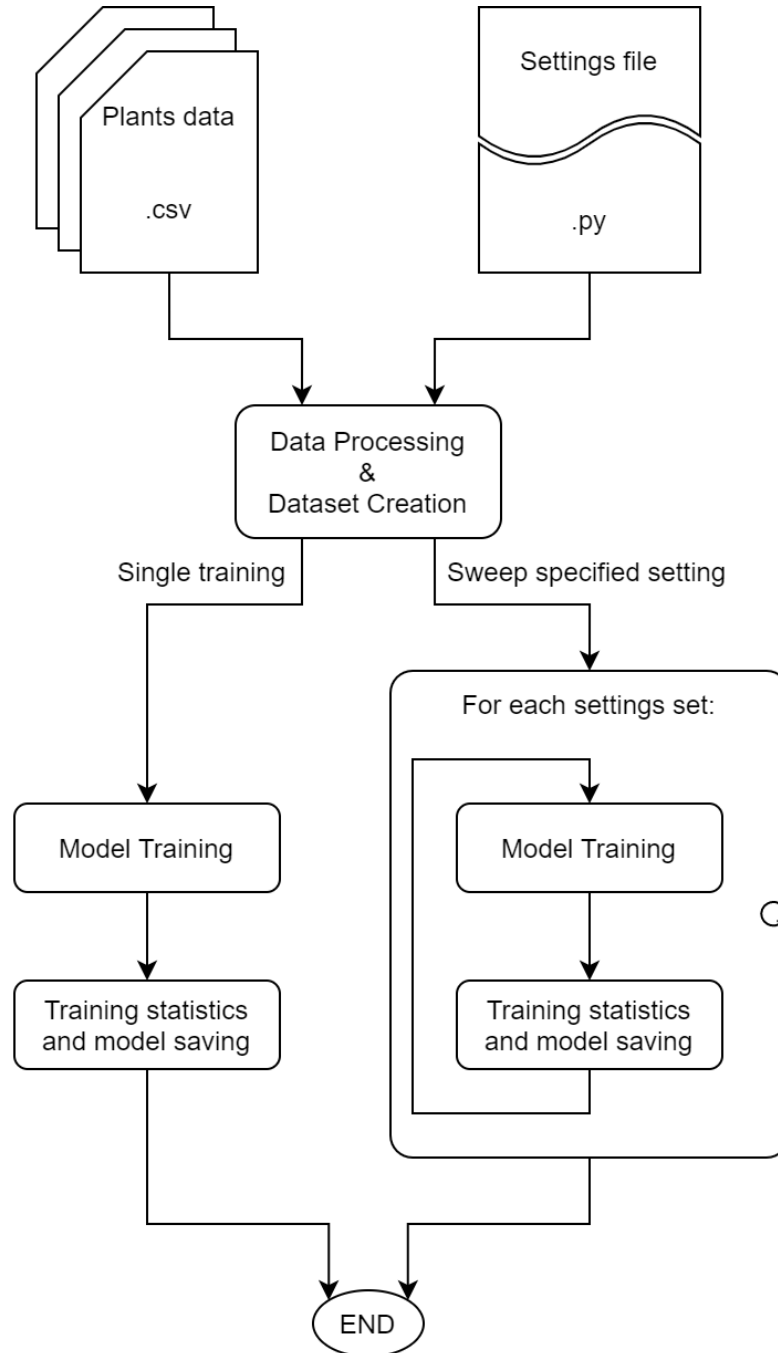 Plants data
.csv
Settings file
.py
Data Processing
&
Dataset Creation
Single training
Sweep specified setting
For each settings set:
Model Training
Model Training
Training statistics
and model saving
Training statistics
and model saving
END